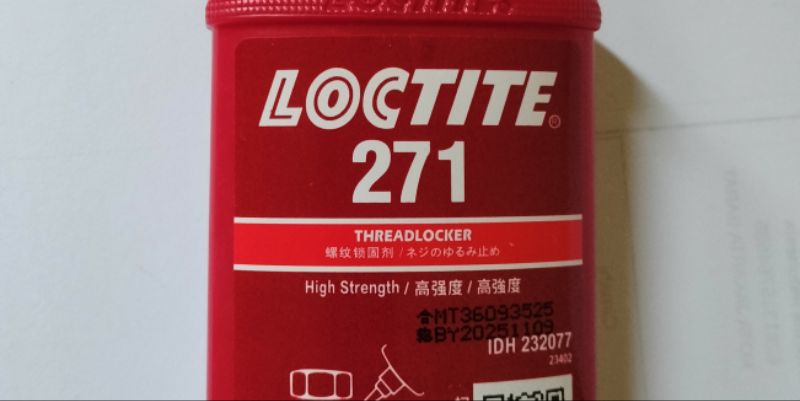 LOCTITE
LOCTITE®
271
THREADLOCKER
螺纹锁固剂 / ネジのゆるみ止め
High Strength / 高强度 / 高強度
MT36093525
BY20251109
IDH 232077
23402